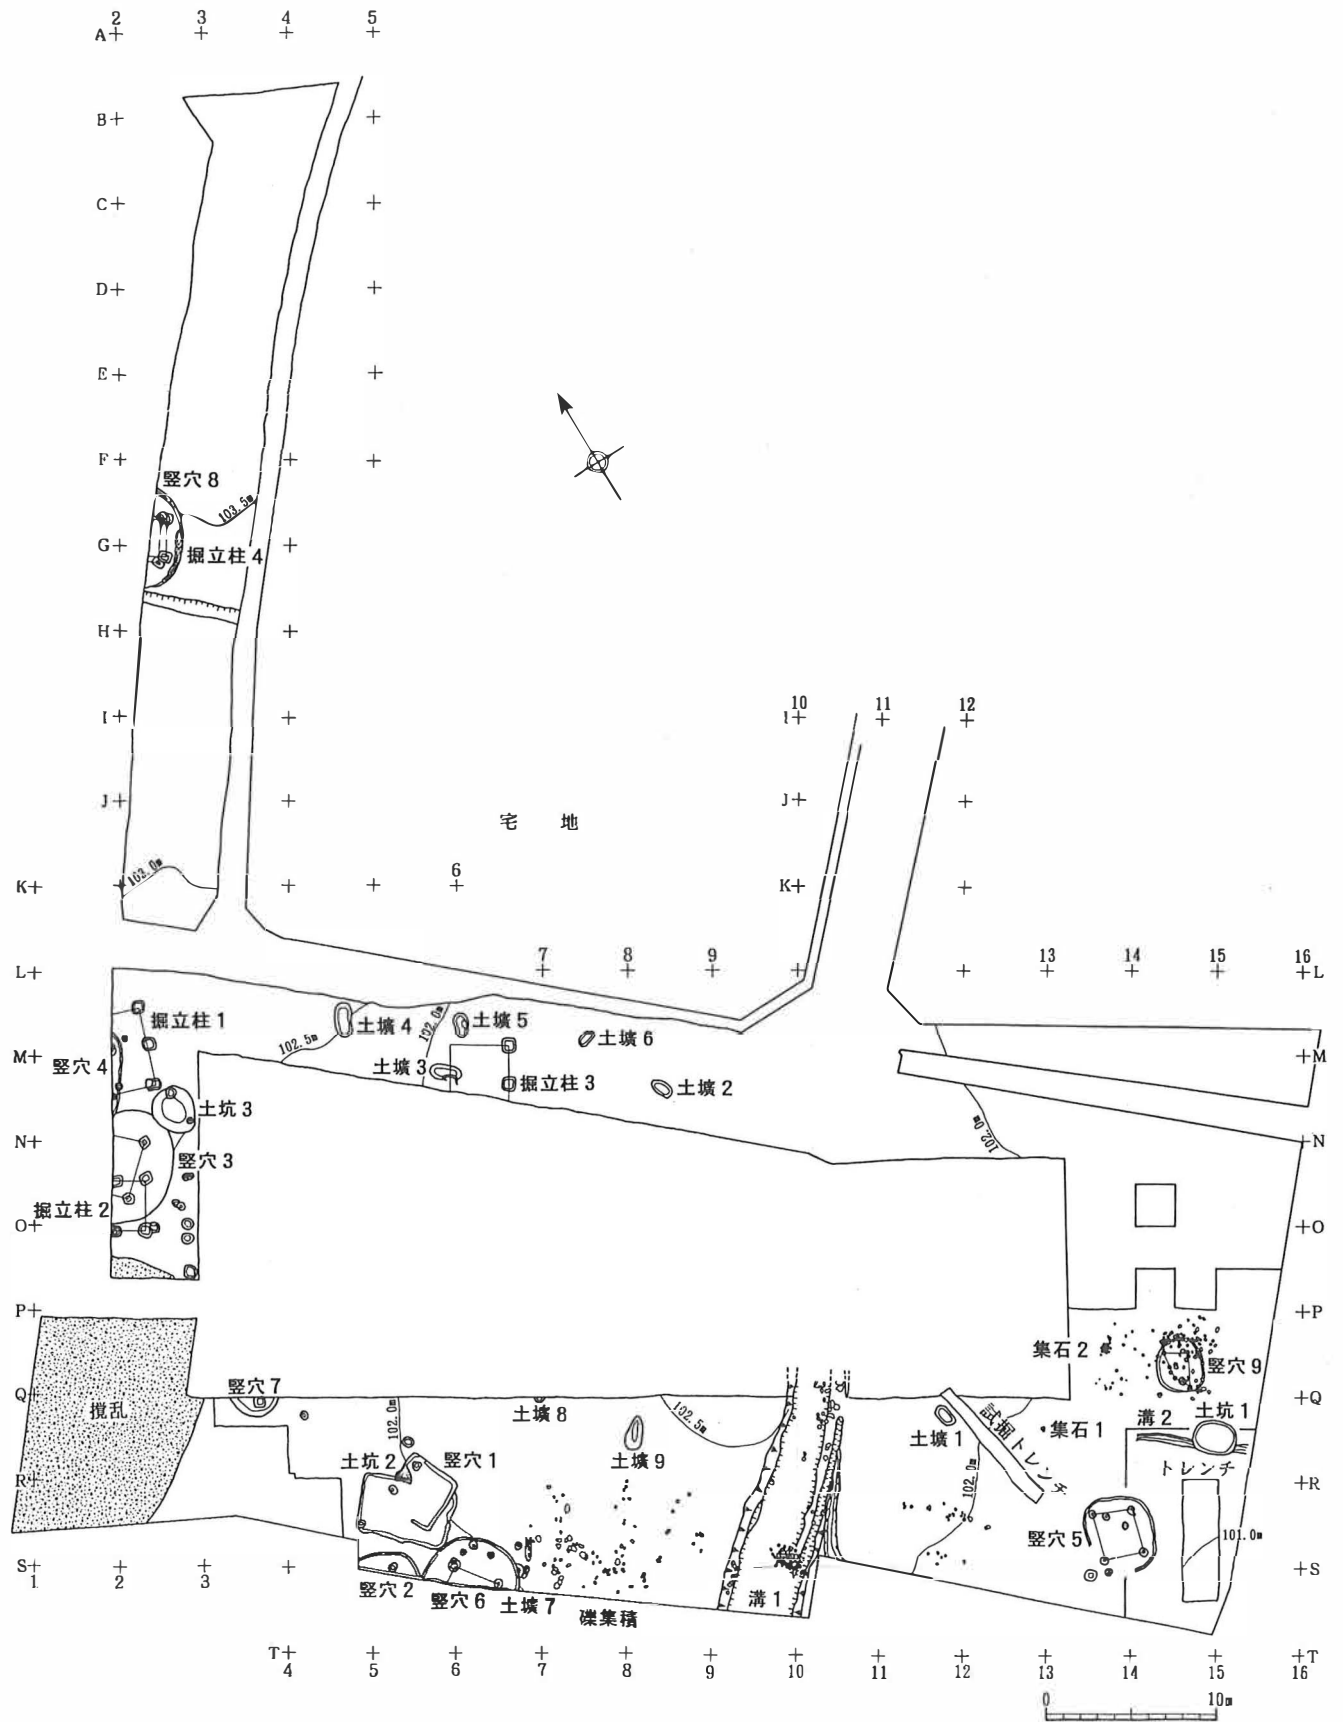 2 3 4 5
A
B
C
D
E
F
竪穴8
103.5m
G
掘立柱4
H
10 11 12
I I
J J
宅 地
103.0m
6
K K
7 8 9 13 14 15 16
L L
掘立柱1 土壙4 102.0m 土壙5 土壙6
102.5m
M M
竪穴4 土壙3 掘立柱3 土壙2
土坑3
102.0m
N N
竪穴3
掘立柱2
O O
P P
集石2 竪穴9
竪穴7
Q Q
撹乱 102.0m 土壙8 102.5m 土壙1 試掘トレンチ 集石1 溝2 土坑1
土坑2 竪穴1 土壙9 トレンチ
R R
102.0m
竪穴5 101.0m
S S
1 2 3
竪穴2 竪穴6 土壙7 礫集積 溝1
T T
4 5 6 7 8 9 10 11 12 13 14 15 16
0 10m